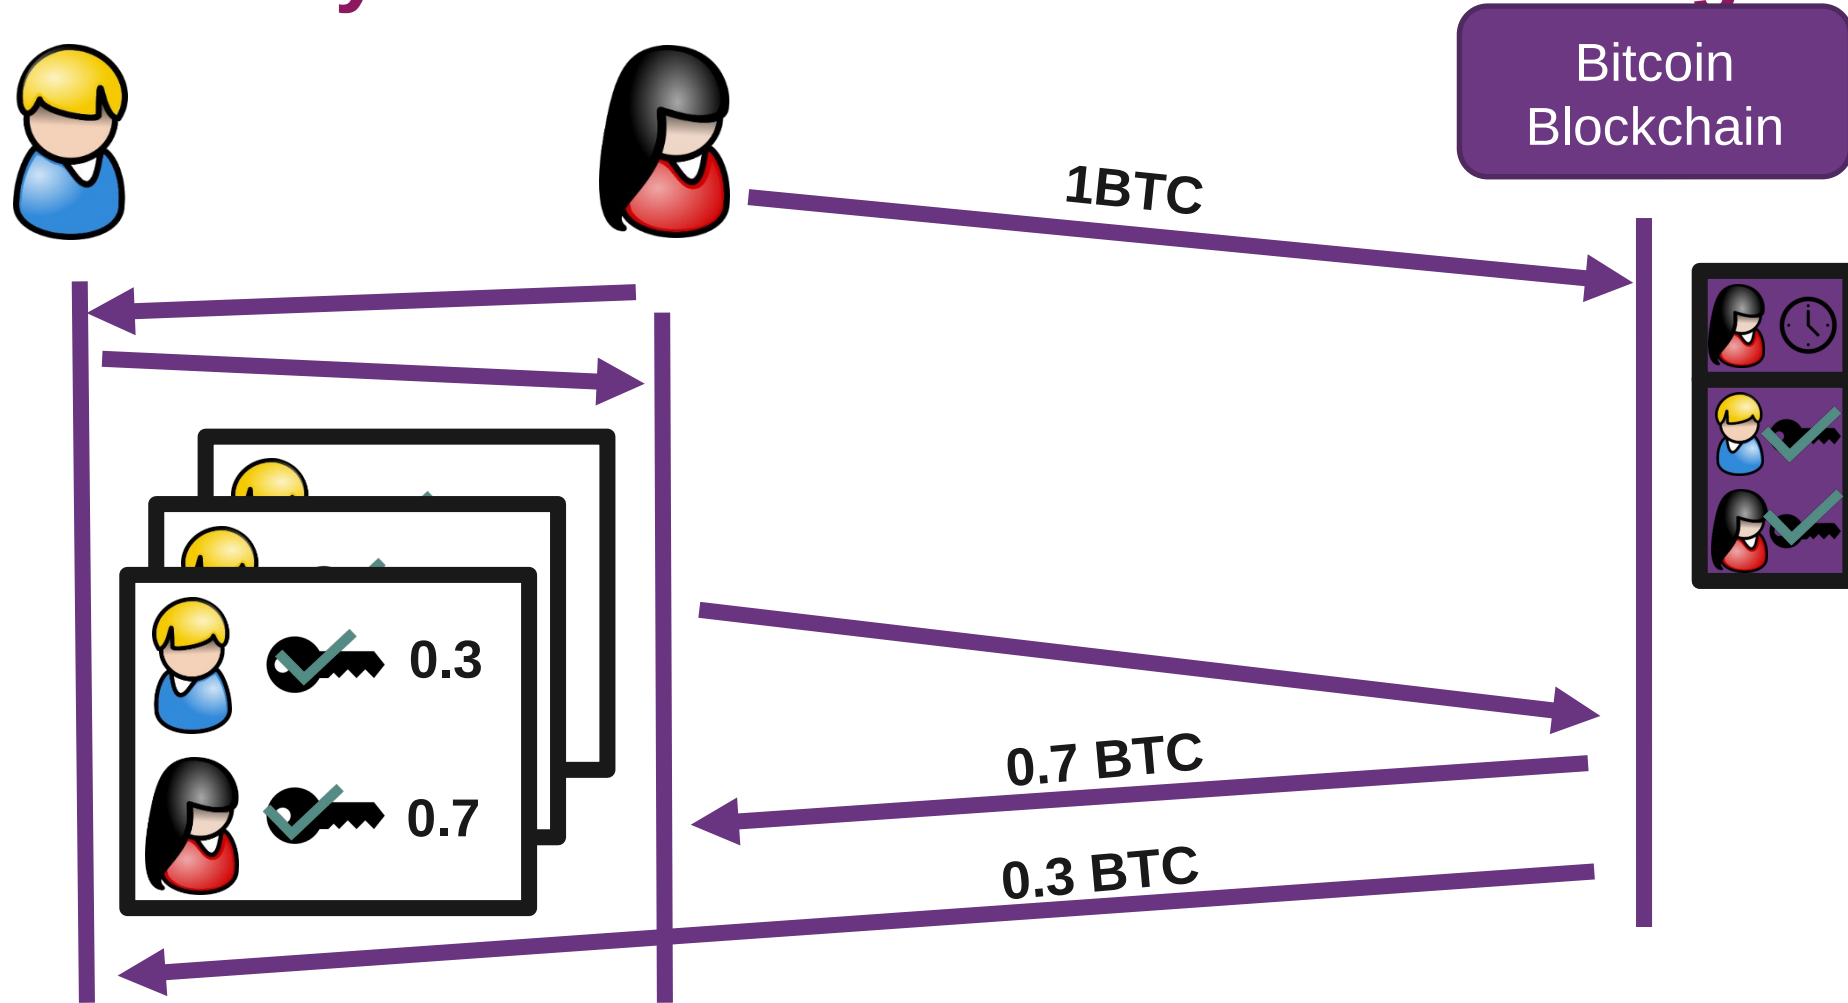 Bitcoin
Blockchain
1BTC
0.3
0.7
0.7 BTC
0.3 BTC